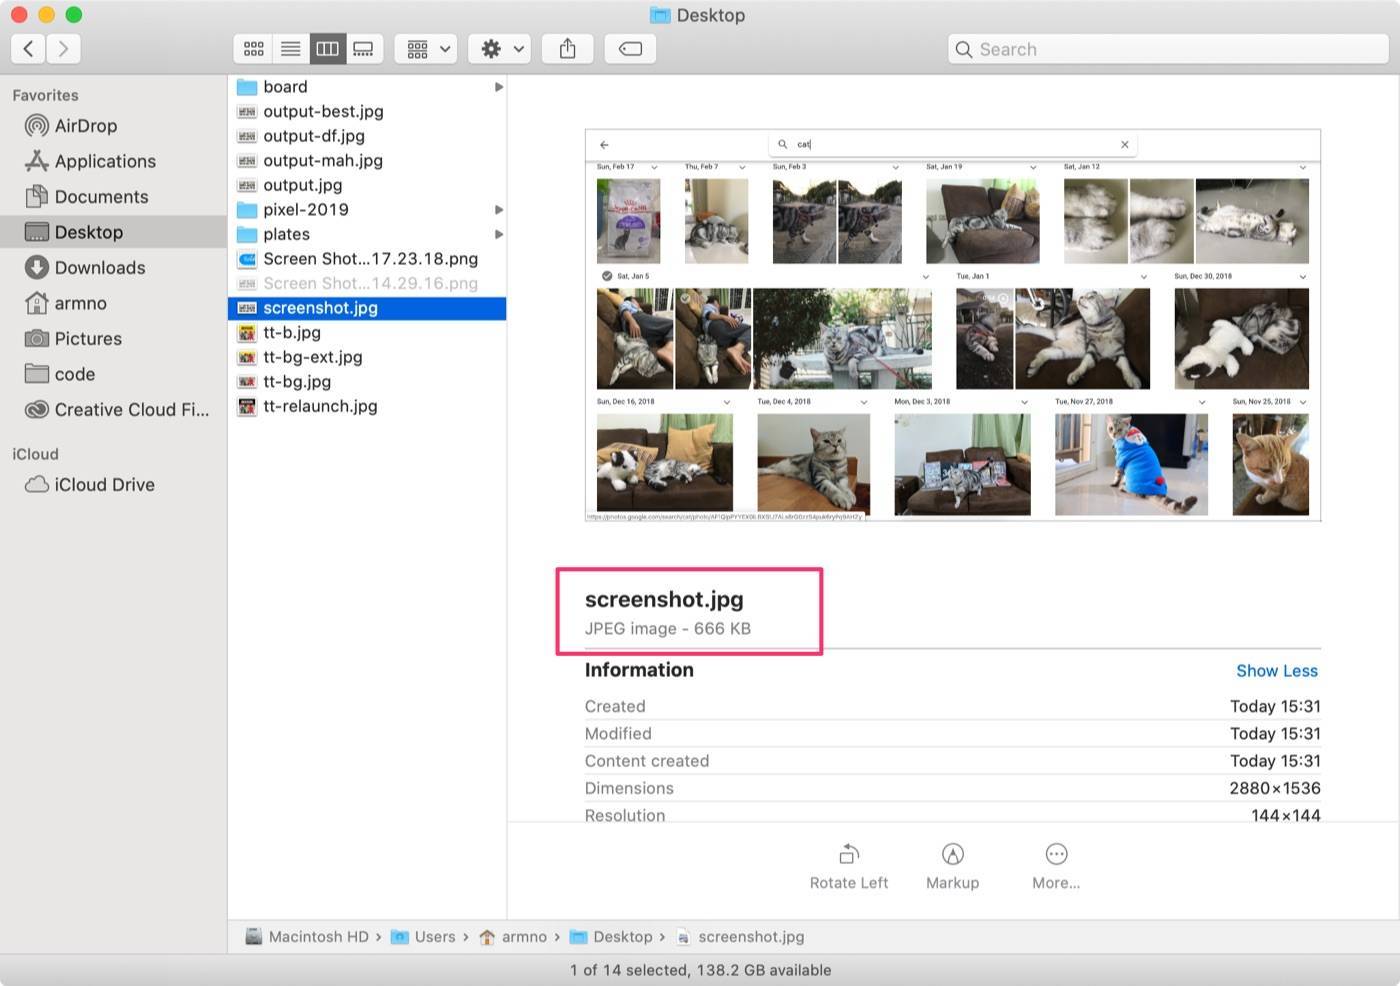 Desktop
Search
Favorites
AirDrop
Applications
Documents
Desktop
Downloads
armno
Pictures
code
Creative Cloud Fi...
iCloud
iCloud Drive
board
output-best.jpg
output-df.jpg
output-mah.jpg
output.jpg
pixel-2019
plates
Screen Shot...17.23.18.png
Screen Shot...14.29.16.png
screenshot.jpg
tt-b.jpg
tt-bg-ext.jpg
tt-bg.jpg
tt-relaunch.jpg
cat
Sun, Feb 17 Thu, Feb 7 Sun, Feb 3 Sat, Jan 19 Sat, Jan 12
Sat, Jan 5 Tue, Jan 1 Sun, Dec 30, 2018
Sun, Dec 16, 2018 Tue, Dec 4, 2018 Mon, Dec 3, 2018 Tue, Nov 27, 2018 Sun, Nov 25, 2018
screenshot.jpg
JPEG image - 666 KB
Information Show Less
Created Today 15:31
Modified Today 15:31
Content created Today 15:31
Dimensions 2880×1536
Resolution 144×144
Rotate Left Markup More...
Macintosh HD › Users › armno › Desktop › screenshot.jpg
1 of 14 selected, 138.2 GB available